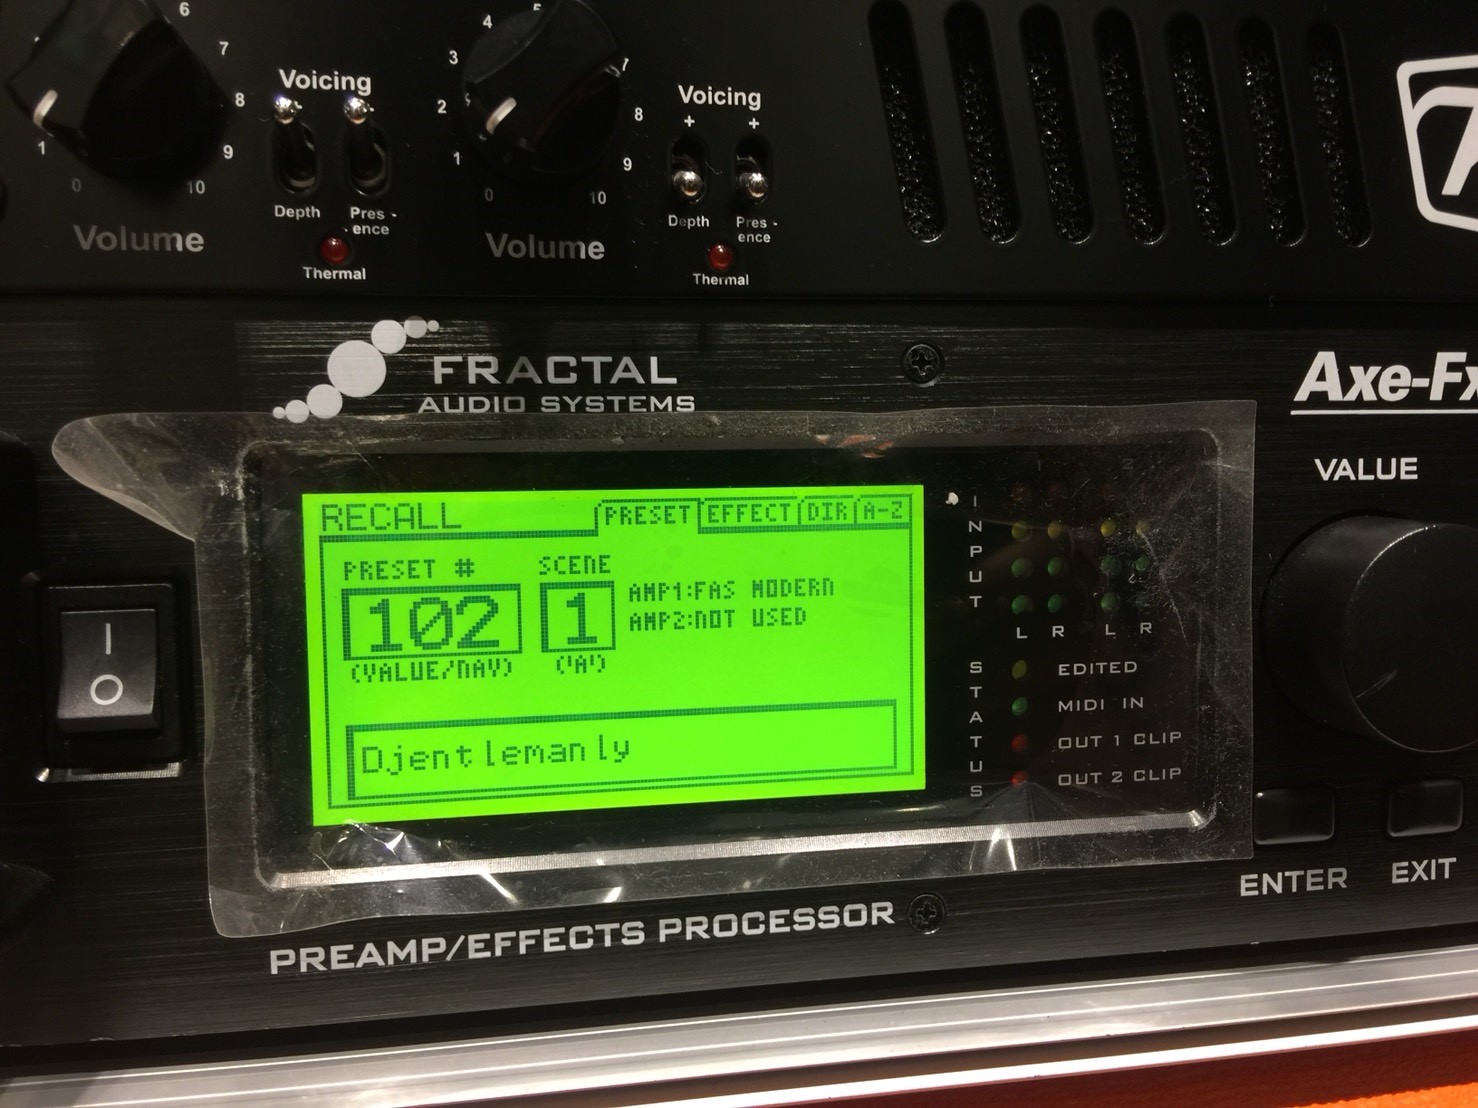 6
7
8
9
10
0
1
Volume
Voicing
Depth
Pres-
ence
Thermal
4
5
3
2
1
0
7
8
9
10
Volume
Voicing
+ +
Depth
Pres-
ence
Thermal
FRACTAL
AUDIO SYSTEMS
Axe-Fx
VALUE
RECALL
PRESET EFFECT DIR A-Z
PRESET # SCENE
102 1
AMP1:FAS MODERN
AMP2:NOT USED
(VALUE/NAV) ('A')
Djentlemanly
INPUT
1 2
L R L R
STATUS
EDITED
MIDI IN
OUT 1 CLIP
OUT 2 CLIP
I
O
ENTER
EXIT
PREAMP/EFFECTS PROCESSOR